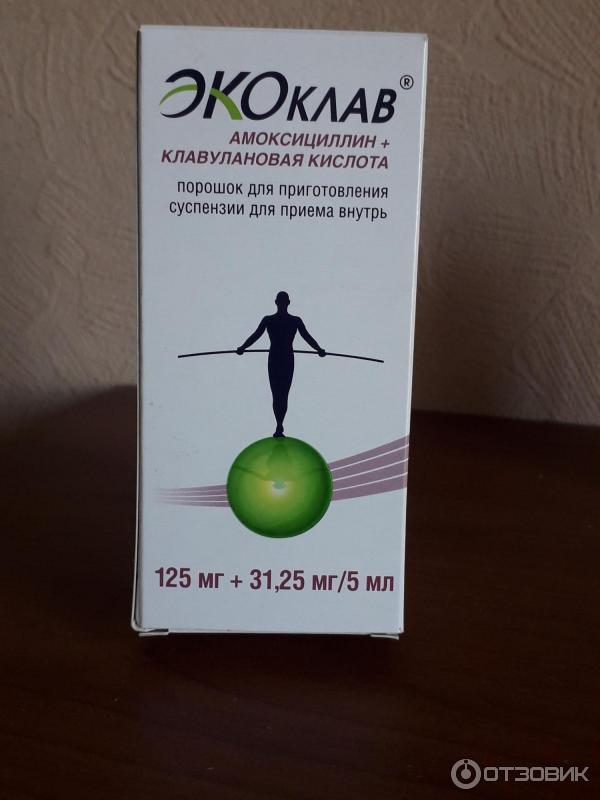 ЭКОКЛАВ®
АМОКСИЦИЛЛИН +
КЛАВУЛАНОВАЯ КИСЛОТА
порошок для приготовления
суспензии для приема внутрь
125 мг + 31,25 мг/5 мл
ОТЗОВИК